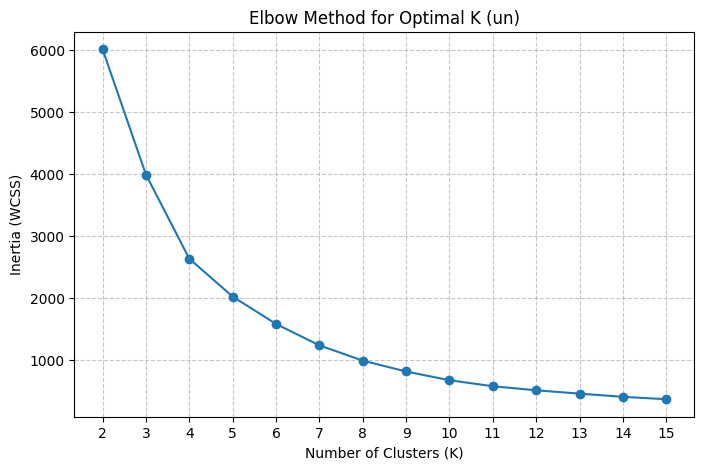 Elbow Method for Optimal K (un)
6000
5000
4000
3000
2000
1000
Inertia (WCSS)
2 3 4 5 6 7 8 9 10 11 12 13 14 15
Number of Clusters (K)